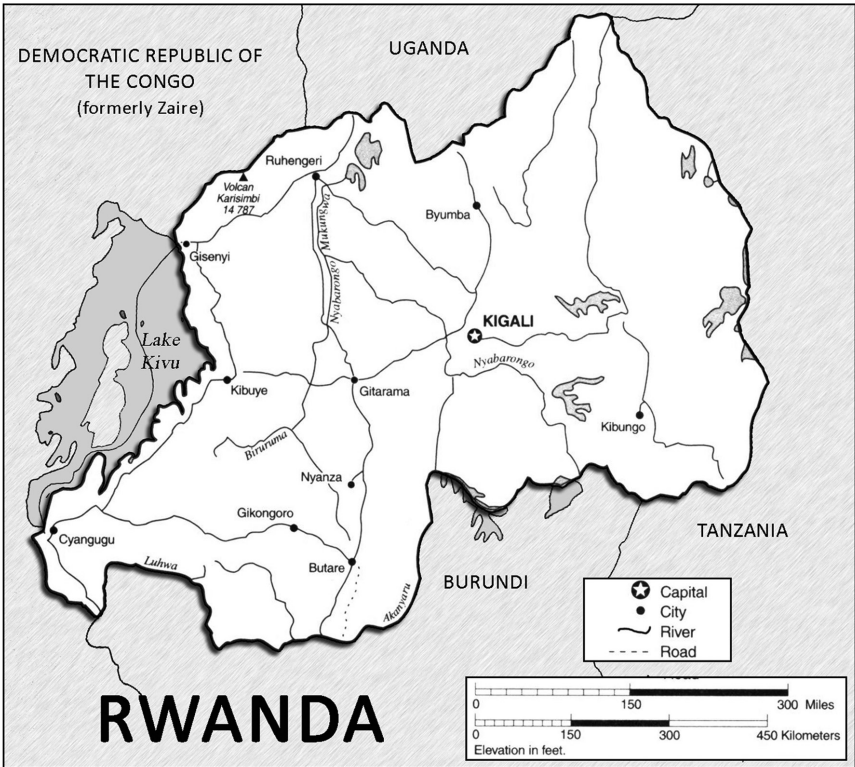 DEMOCRATIC REPUBLIC OF
THE CONGO
(formerly Zaire)
UGANDA
Ruhengeri
Volcan
Karisimbi
14 787
Mukungwa
Byumba
Gisenyi
Nyabarongo
KIGALI
Lake
Kivu
Nyabarongo
Kibuye
Gitarama
Kibungo
Biruruma
Nyanza
Gikongoro
Cyangugu
TANZANIA
Luhwa
Butare
Akanyaru
BURUNDI
Capital
City
River
Road
RWANDA
0 150 300 Miles
0 150 300 450 Kilometers
Elevation in feet.